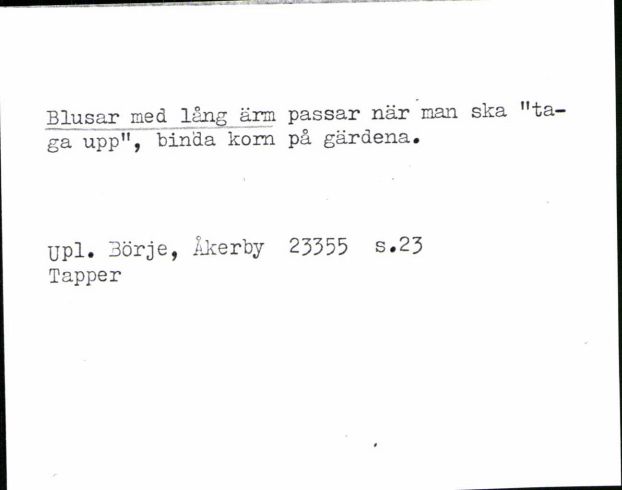 Blusar med lång ärm passar när man ska "ta-
ga upp", binda korn på gärdena.
Upl. Börje, Åkerby 23355 s.23
Tapper